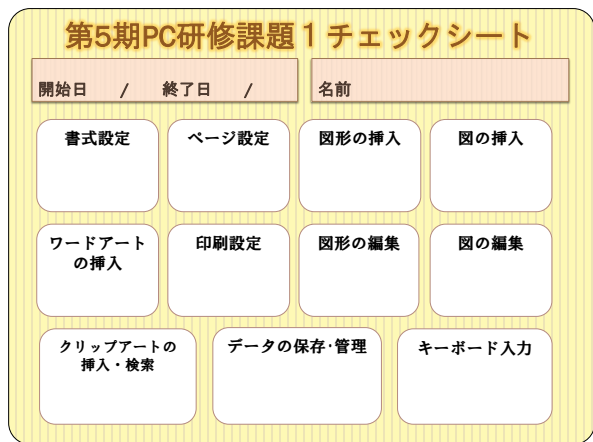 第5期PC研修課題１チェックシート
開始日　/　終了日　/
名前
書式設定
ページ設定
図形の挿入
図の挿入
ワードアート
の挿入
印刷設定
図形の編集
図の編集
クリップアートの
挿入・検索
データの保存･管理
キーボード入力